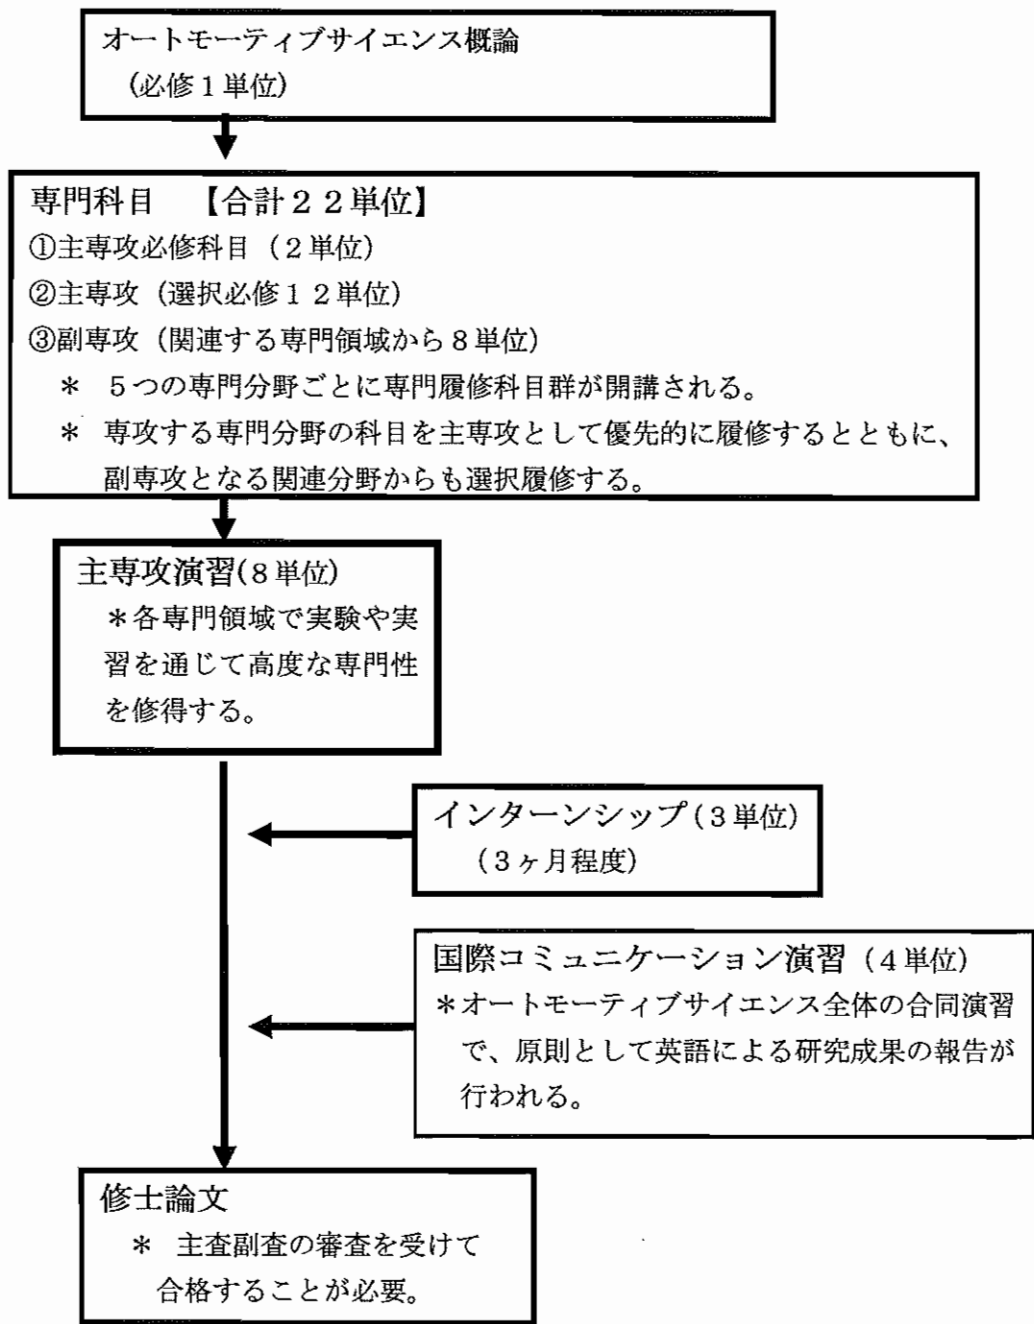 オートモーティブサイエンス概論
(必修1単位)
専門科目 【合計22単位】
①主専攻必修科目(2単位)
②主専攻(選択必修12単位)
③副専攻(関連する専門領域から8単位)
＊ 5つの専門分野ごとに専門履修科目群が開講される。
＊ 専攻する専門分野の科目を主専攻として優先的に履修するとともに、
副専攻となる関連分野からも選択履修する。
主専攻演習(8単位)
＊各専門領域で実験や実
習を通じて高度な専門性
を修得する。
インターンシップ(3単位)
(3ヶ月程度)
国際コミュニケーション演習(4単位)
＊オートモーティブサイエンス全体の合同演習
で、原則として英語による研究成果の報告が
行われる。
修士論文
＊ 主査副査の審査を受けて
合格することが必要。